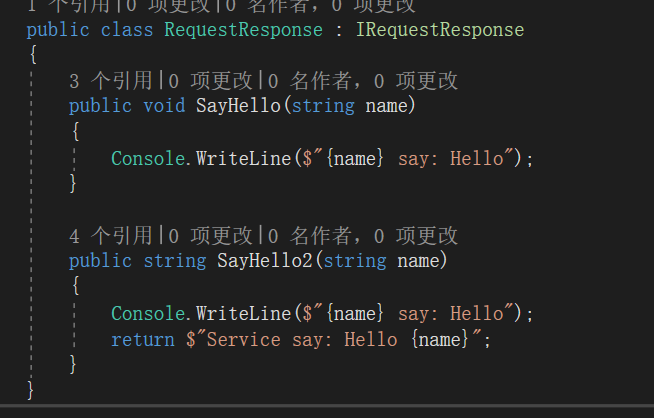 1 个引用|0 项更改|0 名作者, 0 项更改
public class RequestResponse : IRequestResponse
{
3 个引用|0 项更改|0 名作者, 0 项更改
public void SayHello(string name)
{
Console.WriteLine($"{name} say: Hello");
}
4 个引用|0 项更改|0 名作者, 0 项更改
public string SayHello2(string name)
{
Console.WriteLine($"{name} say: Hello");
return $"Service say: Hello {name}";
}
}